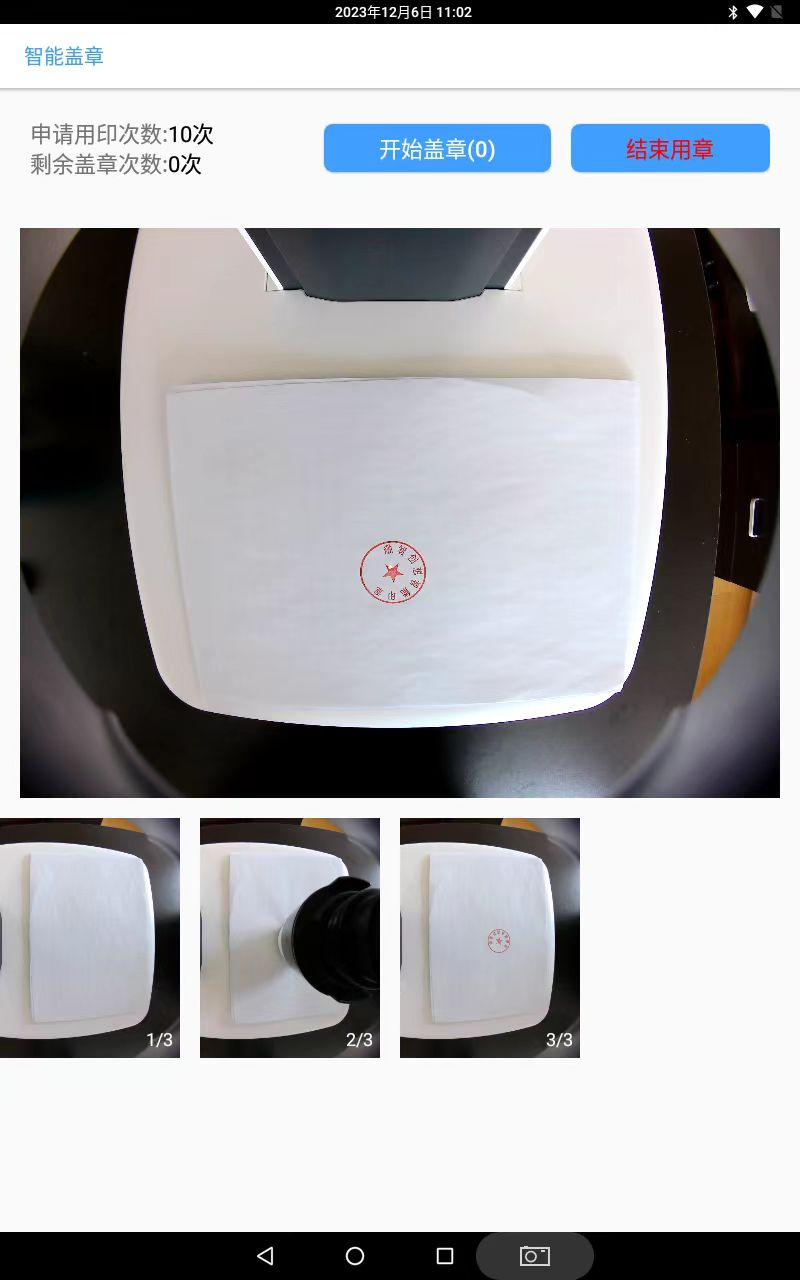 2023年12月6日 11:02
智能盖章
申请用印次数:10次
剩余盖章次数:0次
开始盖章(0)
结束用章
1/3
2/3
3/3